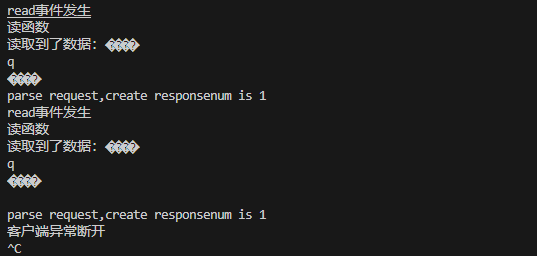 read事件发生
读函数
读取到了数据: ����
q
����
parse request,create responsenum is 1
read事件发生
读函数
读取到了数据: ����
q
����
parse request,create responsenum is 1
客户端异常断开
^C